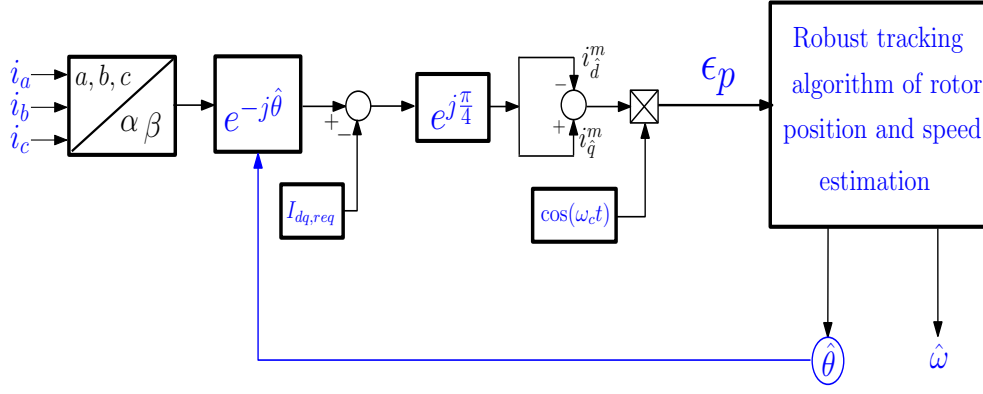 i_a
i_b
i_c
a, b, c
α β
e^{-jθ̂}
+
−
I_{dq,req}
e^{jπ/4}
i^m_{d̂}
−
+
i^m_{q̂}
cos(ω_c t)
ϵ_p
Robust tracking
algorithm of rotor
position and speed
estimation
θ̂
ω̂